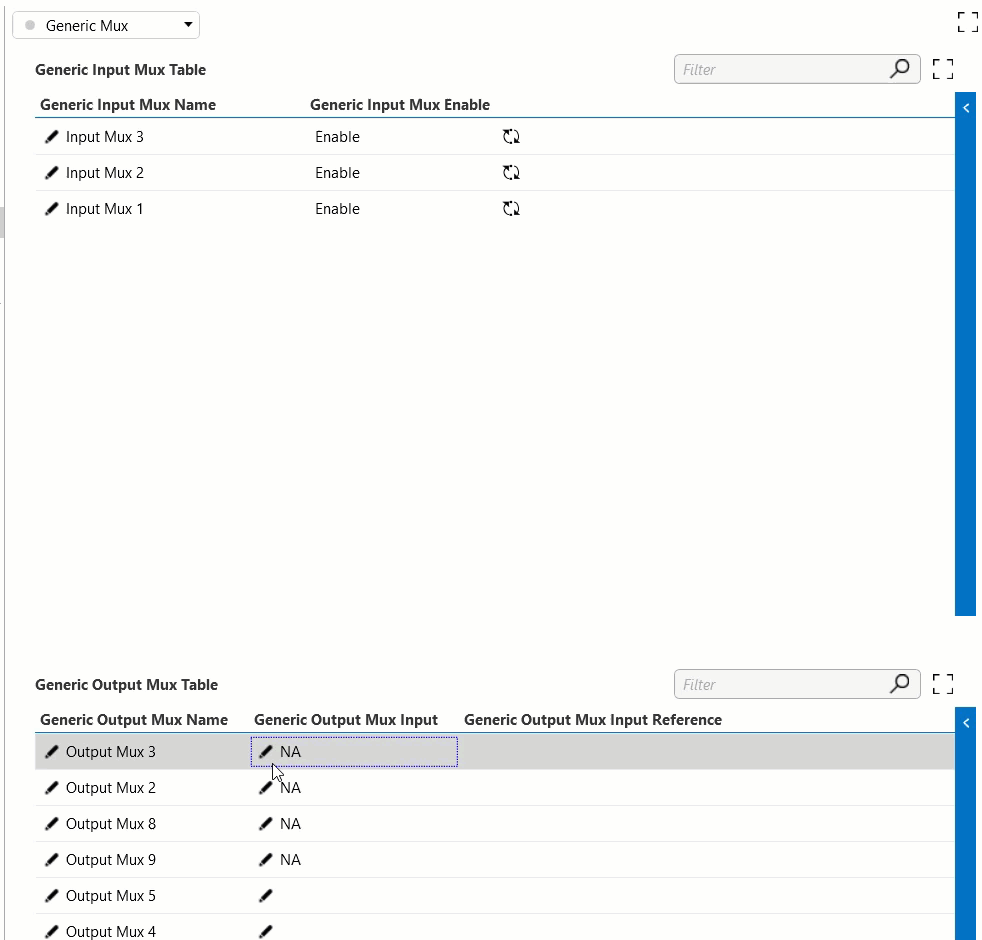 Generic Mux
Generic Input Mux Table
Filter
Generic Input Mux Name Generic Input Mux Enable
Input Mux 3 Enable
Input Mux 2 Enable
Input Mux 1 Enable
Generic Output Mux Table
Filter
Generic Output Mux Name Generic Output Mux Input Generic Output Mux Input Reference
Output Mux 3 NA
Output Mux 2 NA
Output Mux 8 NA
Output Mux 9 NA
Output Mux 5
Output Mux 4